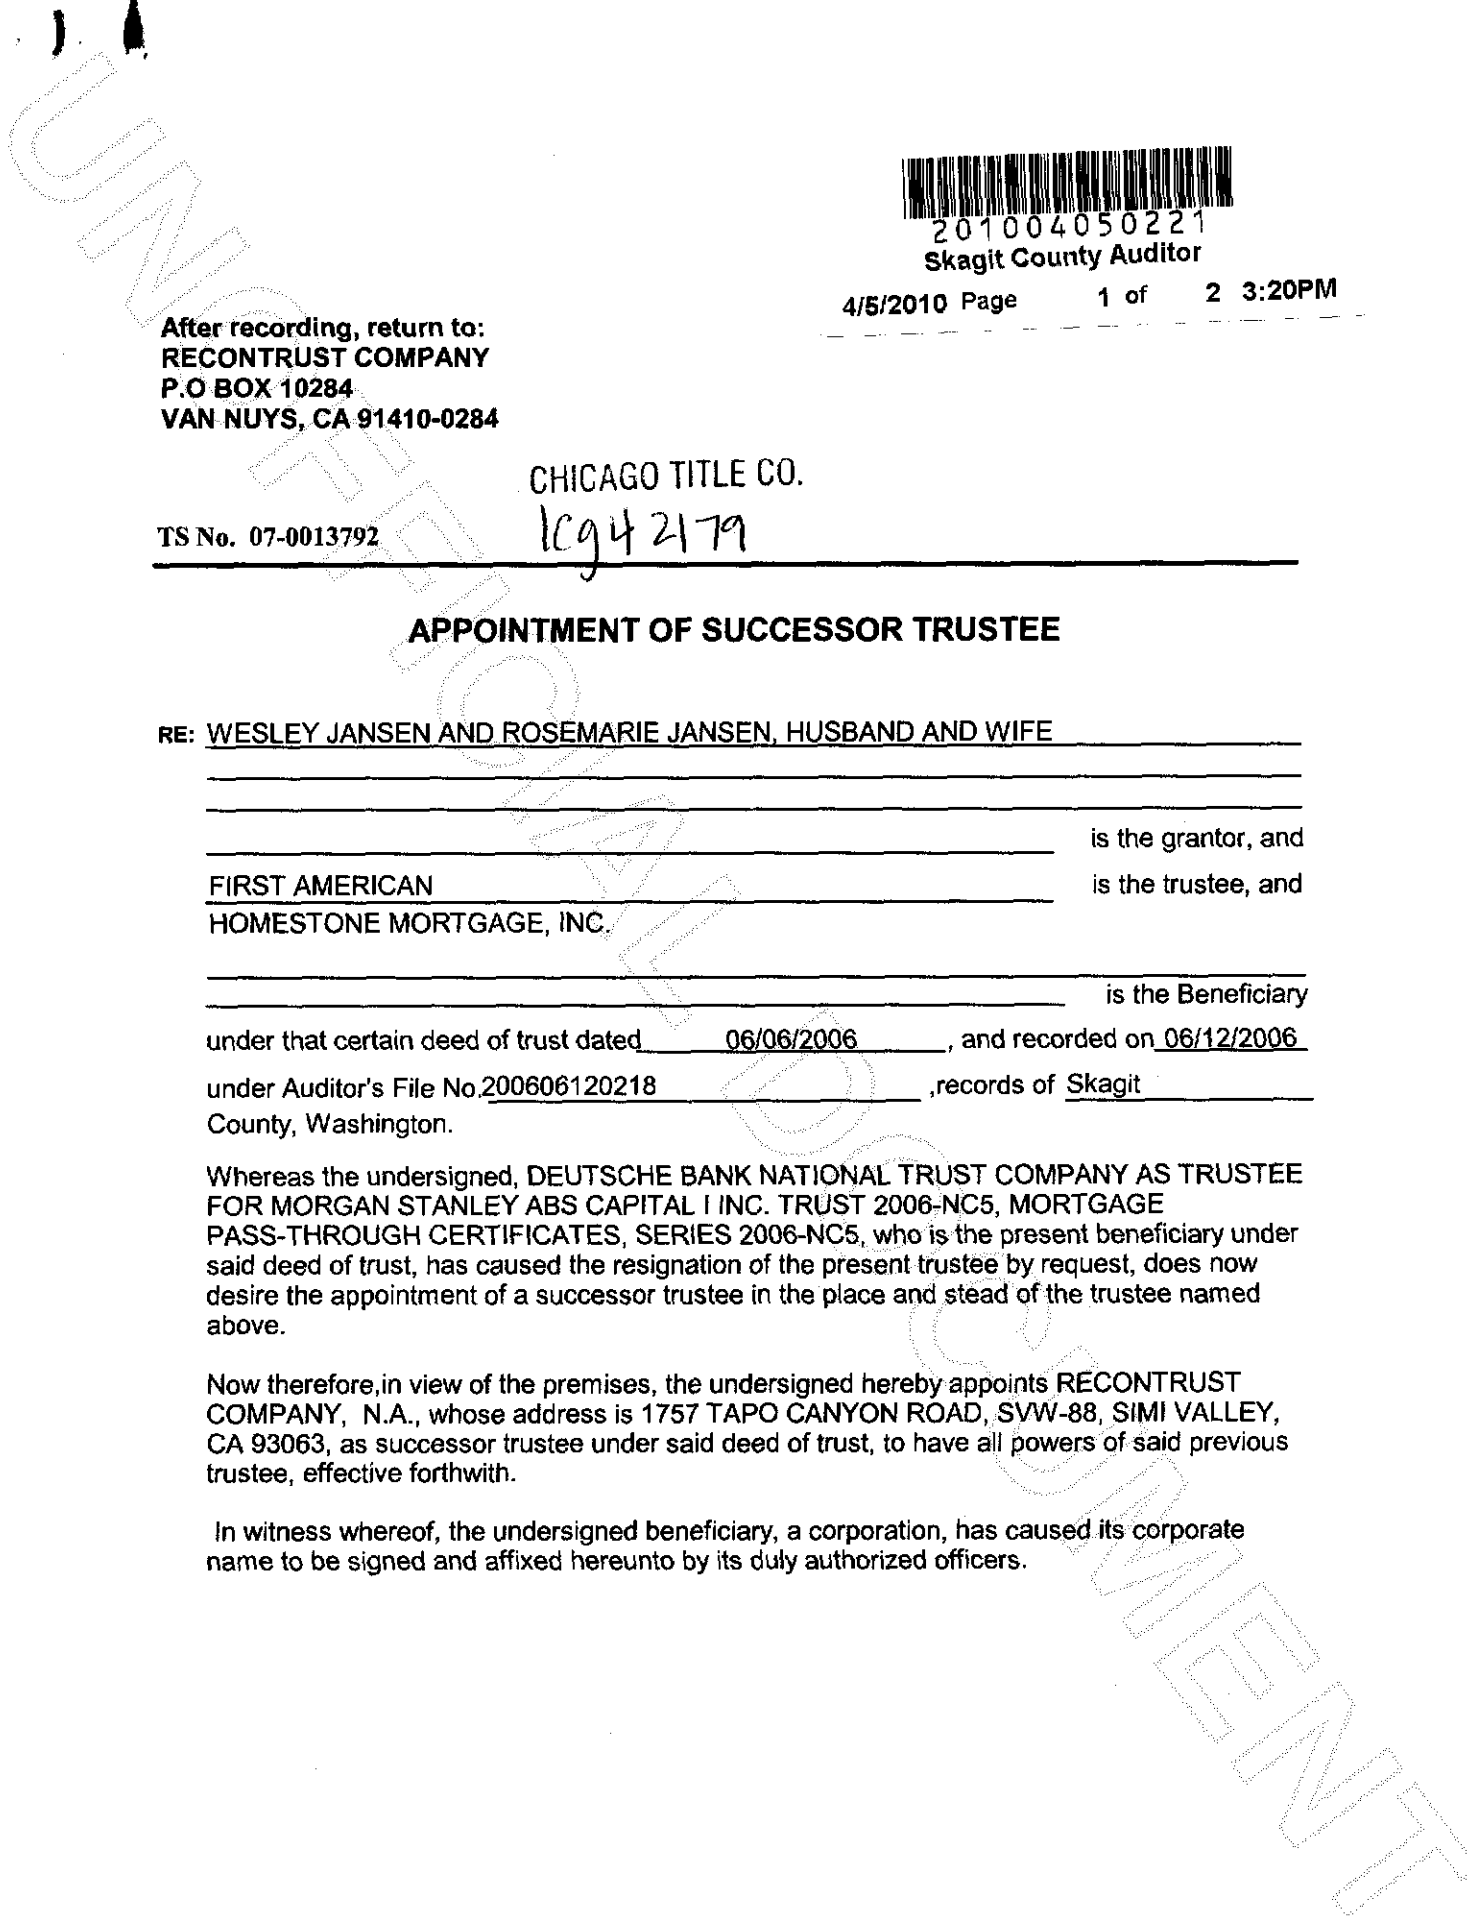 201004050221
Skagit County Auditor
4/5/2010 Page 1 of 2 3:20PM
After recording, return to:
RECONTRUST COMPANY
P.O BOX 10284
VAN NUYS, CA 91410-0284
CHICAGO TITLE CO.
TS No. 07-0013792
1cg42179
APPOINTMENT OF SUCCESSOR TRUSTEE
RE: WESLEY JANSEN AND ROSEMARIE JANSEN, HUSBAND AND WIFE
is the grantor, and
FIRST AMERICAN is the trustee, and
HOMESTONE MORTGAGE, INC.
is the Beneficiary
under that certain deed of trust dated 06/06/2006 , and recorded on 06/12/2006
under Auditor's File No.200606120218 ,records of Skagit
County, Washington.
Whereas the undersigned, DEUTSCHE BANK NATIONAL TRUST COMPANY AS TRUSTEE
FOR MORGAN STANLEY ABS CAPITAL I INC. TRUST 2006-NC5, MORTGAGE
PASS-THROUGH CERTIFICATES, SERIES 2006-NC5, who is the present beneficiary under
said deed of trust, has caused the resignation of the present trustee by request, does now
desire the appointment of a successor trustee in the place and stead of the trustee named
above.
Now therefore,in view of the premises, the undersigned hereby appoints RECONTRUST
COMPANY, N.A., whose address is 1757 TAPO CANYON ROAD, SVW-88, SIMI VALLEY,
CA 93063, as successor trustee under said deed of trust, to have all powers of said previous
trustee, effective forthwith.
In witness whereof, the undersigned beneficiary, a corporation, has caused its corporate
name to be signed and affixed hereunto by its duly authorized officers.
UNOFFICIAL DOCUMENT